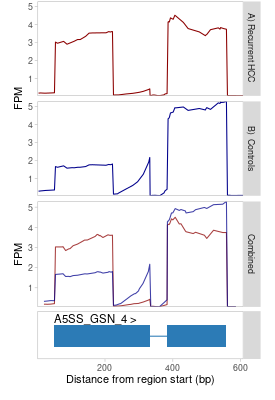 5
4
3
2
1
FPM
A) Recurrent HCC
5
4
3
2
1
B) Controls
5
4
3
2
1
FPM
Combined
A5SS_GSN_4 >
200 400 600
Distance from region start (bp)